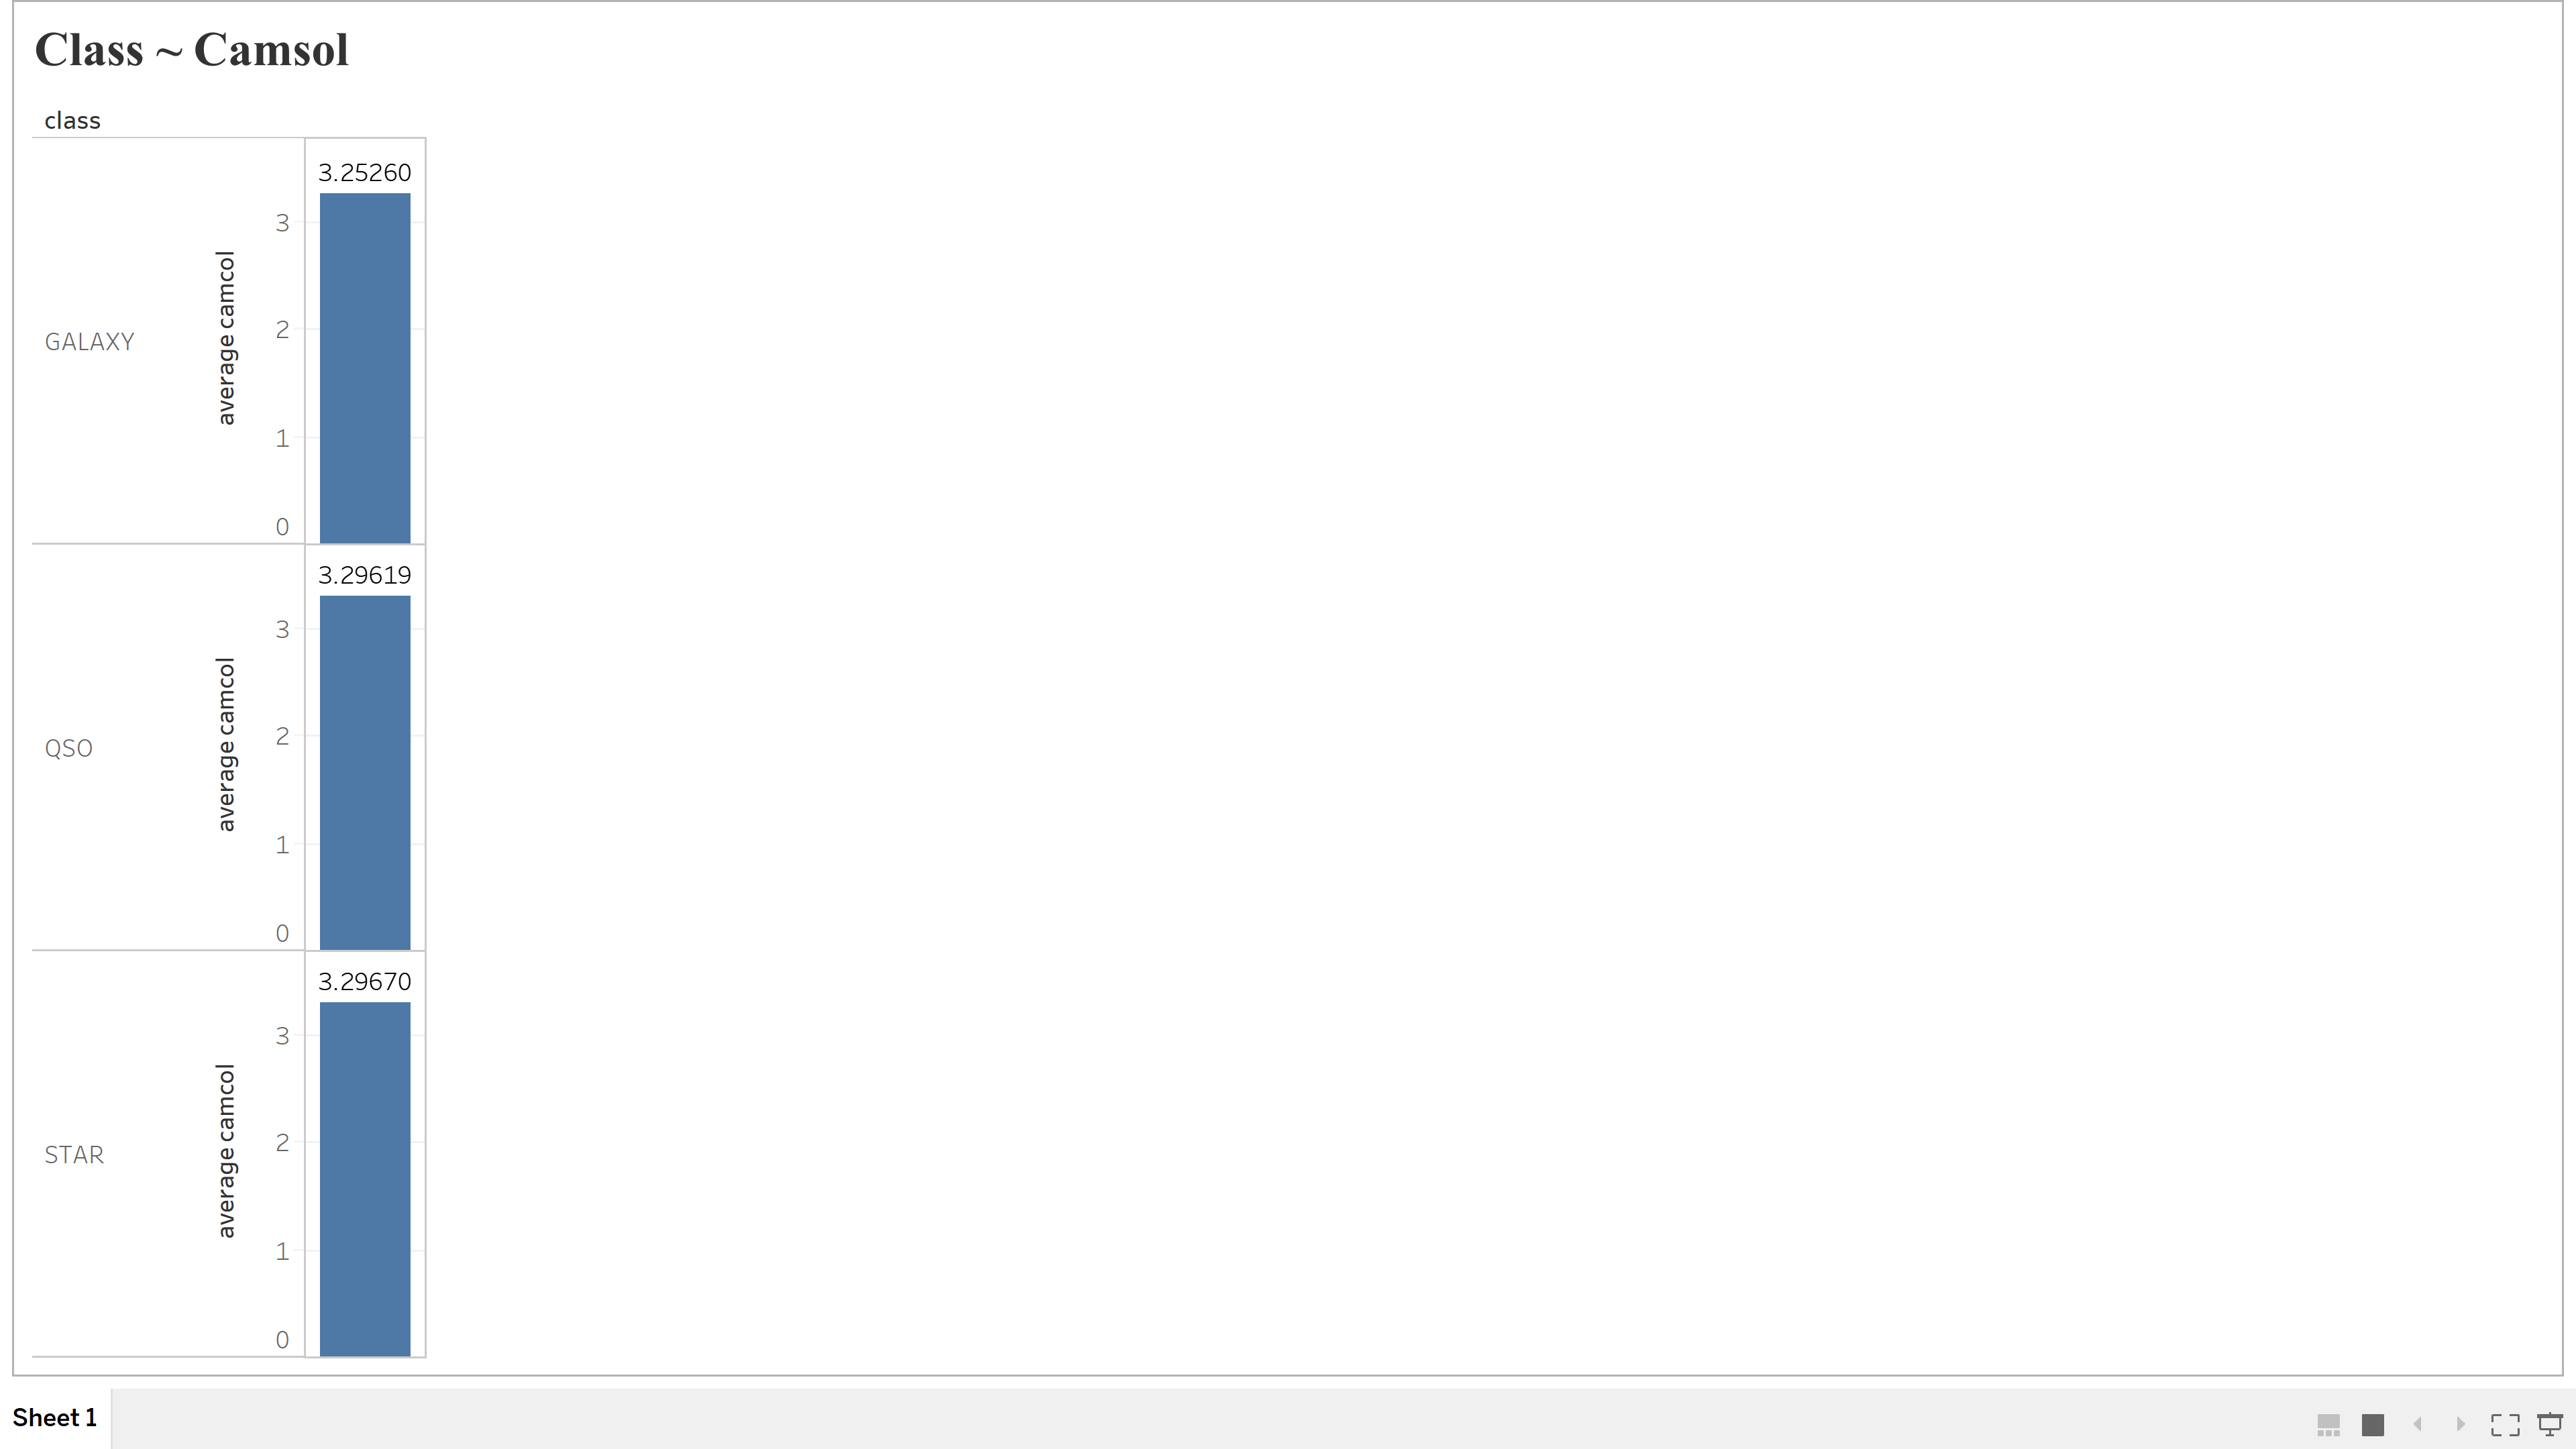 Class ~ Camsol
class
3.25260
3
2
1
0
average camcol
GALAXY
3.29619
3
2
1
0
average camcol
QSO
3.29670
3
2
1
0
average camcol
STAR
Sheet 1